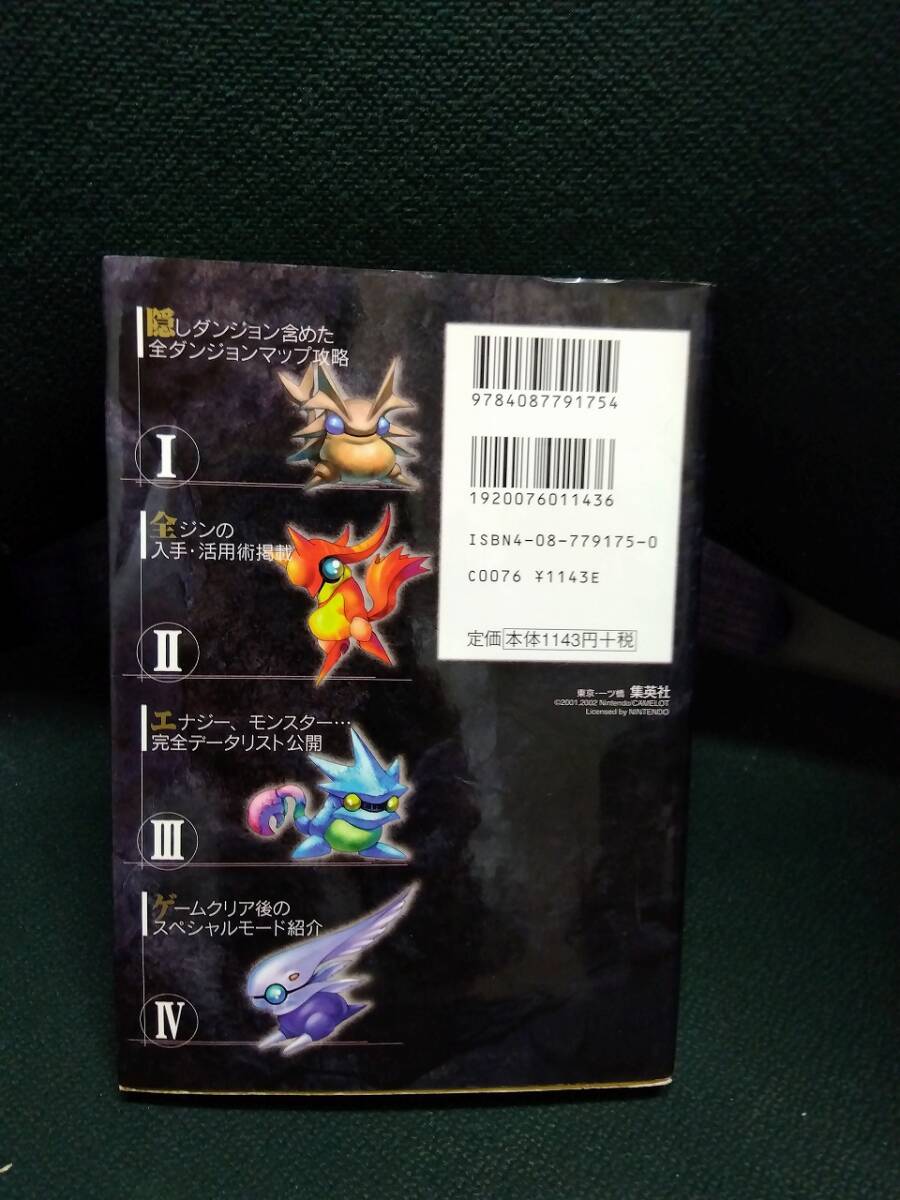 隠しダンジョン含めた
全ダンジョンマップ攻略
I
全ジンの
入手・活用術掲載
II
エナジー、モンスター…
完全データリスト公開
III
ゲームクリア後の
スペシャルモード紹介
IV
9784087791754
1920076011436
ISBN4-08-779175-0
C0076 ¥1143E
定価 本体1143円+税
東京・一ツ橋 集英社
©2001,2002 Nintendo/CAMELOT
Licensed by NINTENDO